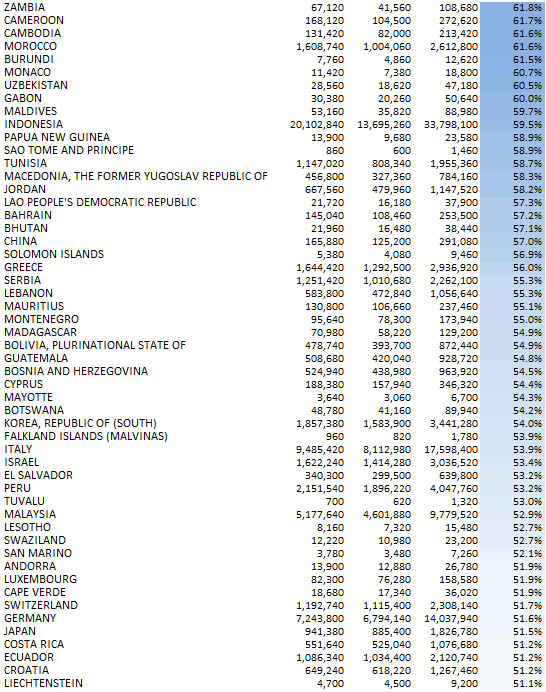 ZAMBIA 67,120 41,560 108,680 61.8%
CAMEROON 168,120 104,500 272,620 61.7%
CAMBODIA 131,420 82,000 213,420 61.6%
MOROCCO 1,608,740 1,004,060 2,612,800 61.6%
BURUNDI 7,760 4,860 12,620 61.5%
MONACO 11,420 7,380 18,800 60.7%
UZBEKISTAN 28,560 18,620 47,180 60.5%
GABON 30,380 20,260 50,640 60.0%
MALDIVES 53,160 35,820 88,980 59.7%
INDONESIA 20,102,840 13,695,260 33,798,100 59.5%
PAPUA NEW GUINEA 13,900 9,680 23,580 58.9%
SAO TOME AND PRINCIPE 860 600 1,460 58.9%
TUNISIA 1,147,020 808,340 1,955,360 58.7%
MACEDONIA, THE FORMER YUGOSLAV REPUBLIC OF 456,800 327,360 784,160 58.3%
JORDAN 667,560 479,960 1,147,520 58.2%
LAO PEOPLE'S DEMOCRATIC REPUBLIC 21,720 16,180 37,900 57.3%
BAHRAIN 145,040 108,460 253,500 57.2%
BHUTAN 21,960 16,480 38,440 57.1%
CHINA 165,880 125,200 291,080 57.0%
SOLOMON ISLANDS 5,380 4,080 9,460 56.9%
GREECE 1,644,420 1,292,500 2,936,920 56.0%
SERBIA 1,251,420 1,010,680 2,262,100 55.3%
LEBANON 583,800 472,840 1,056,640 55.3%
MAURITIUS 130,800 106,660 237,460 55.1%
MONTENEGRO 95,640 78,300 173,940 55.0%
MADAGASCAR 70,980 58,220 129,200 54.9%
BOLIVIA, PLURINATIONAL STATE OF 478,740 393,700 872,440 54.9%
GUATEMALA 508,680 420,040 928,720 54.8%
BOSNIA AND HERZEGOVINA 524,940 438,980 963,920 54.5%
CYPRUS 188,380 157,940 346,320 54.4%
MAYOTTE 3,640 3,060 6,700 54.3%
BOTSWANA 48,780 41,160 89,940 54.2%
KOREA, REPUBLIC OF (SOUTH) 1,857,380 1,583,900 3,441,280 54.0%
FALKLAND ISLANDS (MALVINAS) 960 820 1,780 53.9%
ITALY 9,485,420 8,112,980 17,598,400 53.9%
ISRAEL 1,622,240 1,414,280 3,036,520 53.4%
EL SALVADOR 340,300 299,500 639,800 53.2%
PERU 2,151,540 1,896,220 4,047,760 53.2%
TUVALU 700 620 1,320 53.0%
MALAYSIA 5,177,640 4,601,880 9,779,520 52.9%
LESOTHO 8,160 7,320 15,480 52.7%
SWAZILAND 12,220 10,980 23,200 52.7%
SAN MARINO 3,780 3,480 7,260 52.1%
ANDORRA 13,900 12,880 26,780 51.9%
LUXEMBOURG 82,300 76,280 158,580 51.9%
CAPE VERDE 18,680 17,340 36,020 51.9%
SWITZERLAND 1,192,740 1,115,400 2,308,140 51.7%
GERMANY 7,243,800 6,794,140 14,037,940 51.6%
JAPAN 941,380 885,400 1,826,780 51.5%
COSTA RICA 551,640 525,040 1,076,680 51.2%
ECUADOR 1,086,340 1,034,400 2,120,740 51.2%
CROATIA 649,240 618,220 1,267,460 51.2%
LIECHTENSTEIN 4,700 4,500 9,200 51.1%